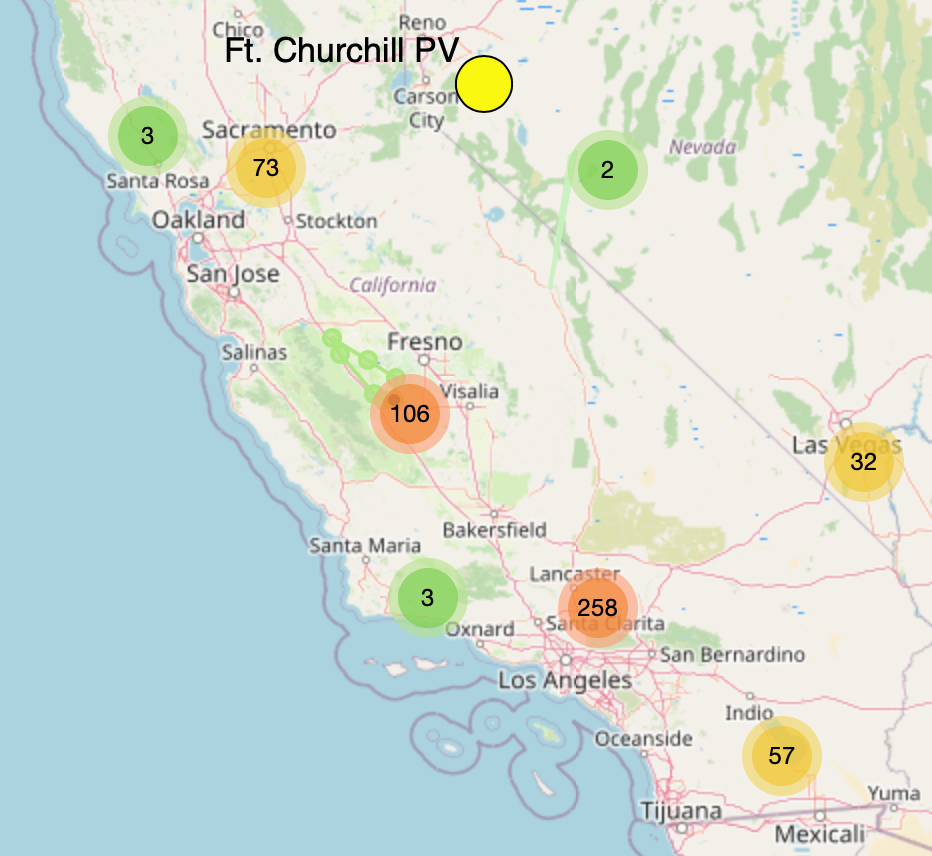 Reno
Chico
Ft. Churchill PV
Carson
City
3
Sacramento
Nevada
73
2
Santa Rosa
Oakland
Stockton
San Jose
California
Fresno
Salinas
Visalia
106
Las Vegas
32
Bakersfield
Santa Maria
Lancaster
3
258
Santa Clarita
Oxnard
San Bernardino
Los Angeles
Indio
Oceanside
57
Yuma
Tijuana
Mexicali